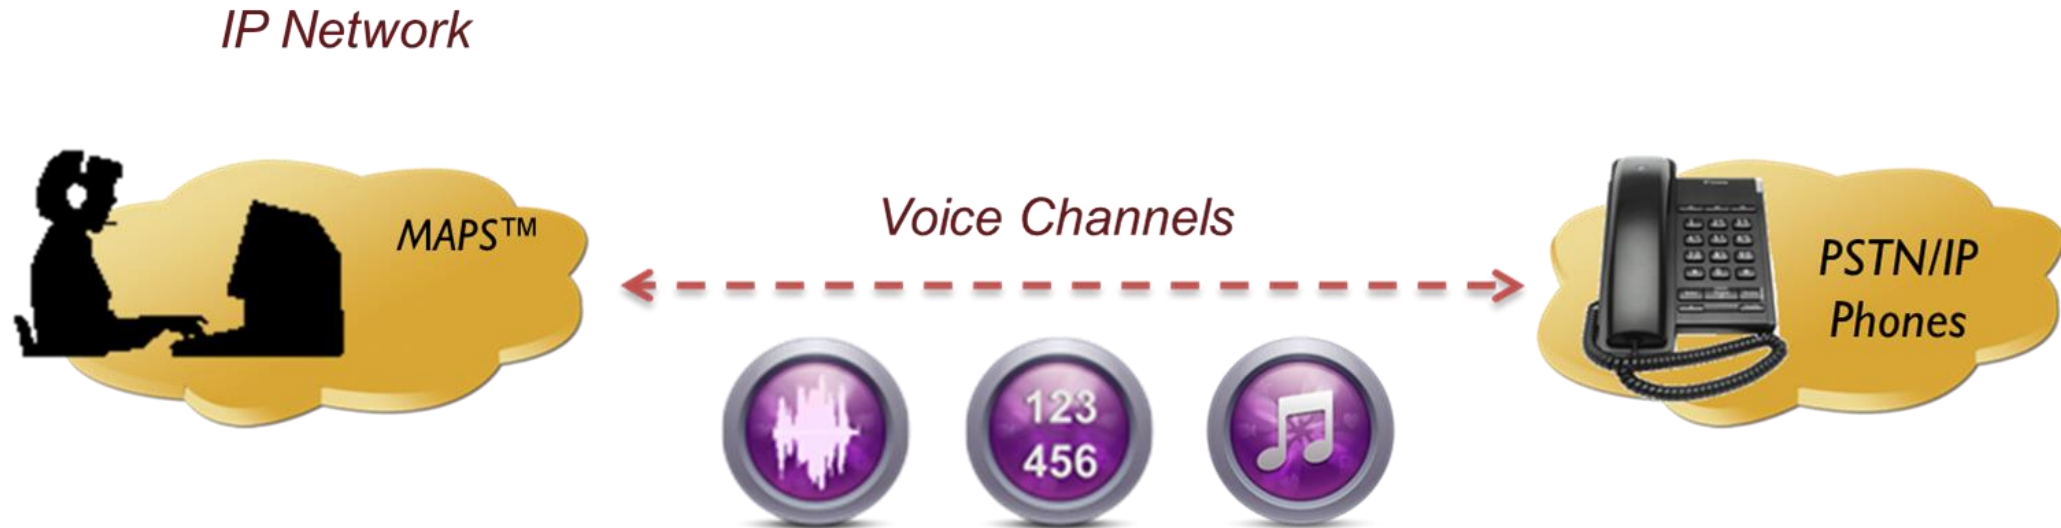 IP Network
MAPS™
Voice Channels
PSTN/IP
Phones
123
456